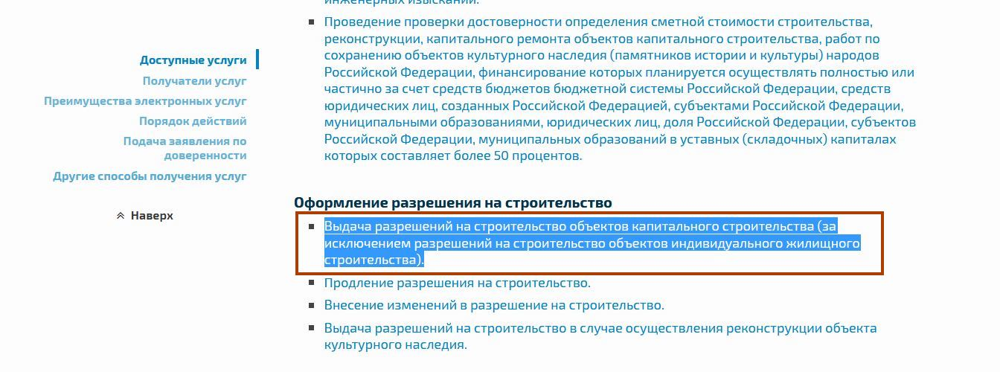 инженерных изысканий.
Проведение проверки достоверности определения сметной стоимости строительства,
реконструкции, капитального ремонта объектов капитального строительства, работ по
сохранению объектов культурного наследия (памятников истории и культуры) народов
Российской Федерации, финансирование которых планируется осуществлять полностью или
частично за счет средств бюджетов бюджетной системы Российской Федерации, средств
юридических лиц, созданных Российской Федерацией, субъектами Российской Федерации,
муниципальными образованиями, юридических лиц, доля Российской Федерации, субъектов
Российской Федерации, муниципальных образований в уставных (складочных) капиталах
которых составляет более 50 процентов.
Доступные услуги
Получатели услуг
Преимущества электронных услуг
Порядок действий
Подача заявления по
доверенности
Другие способы получения услуг
Наверх
Оформление разрешения на строительство
Выдача разрешений на строительство объектов капитального строительства (за
исключением разрешений на строительство объектов индивидуального жилищного
строительства).
Продление разрешения на строительство.
Внесение изменений в разрешение на строительство.
Выдача разрешений на строительство в случае осуществления реконструкции объекта
культурного наследия.